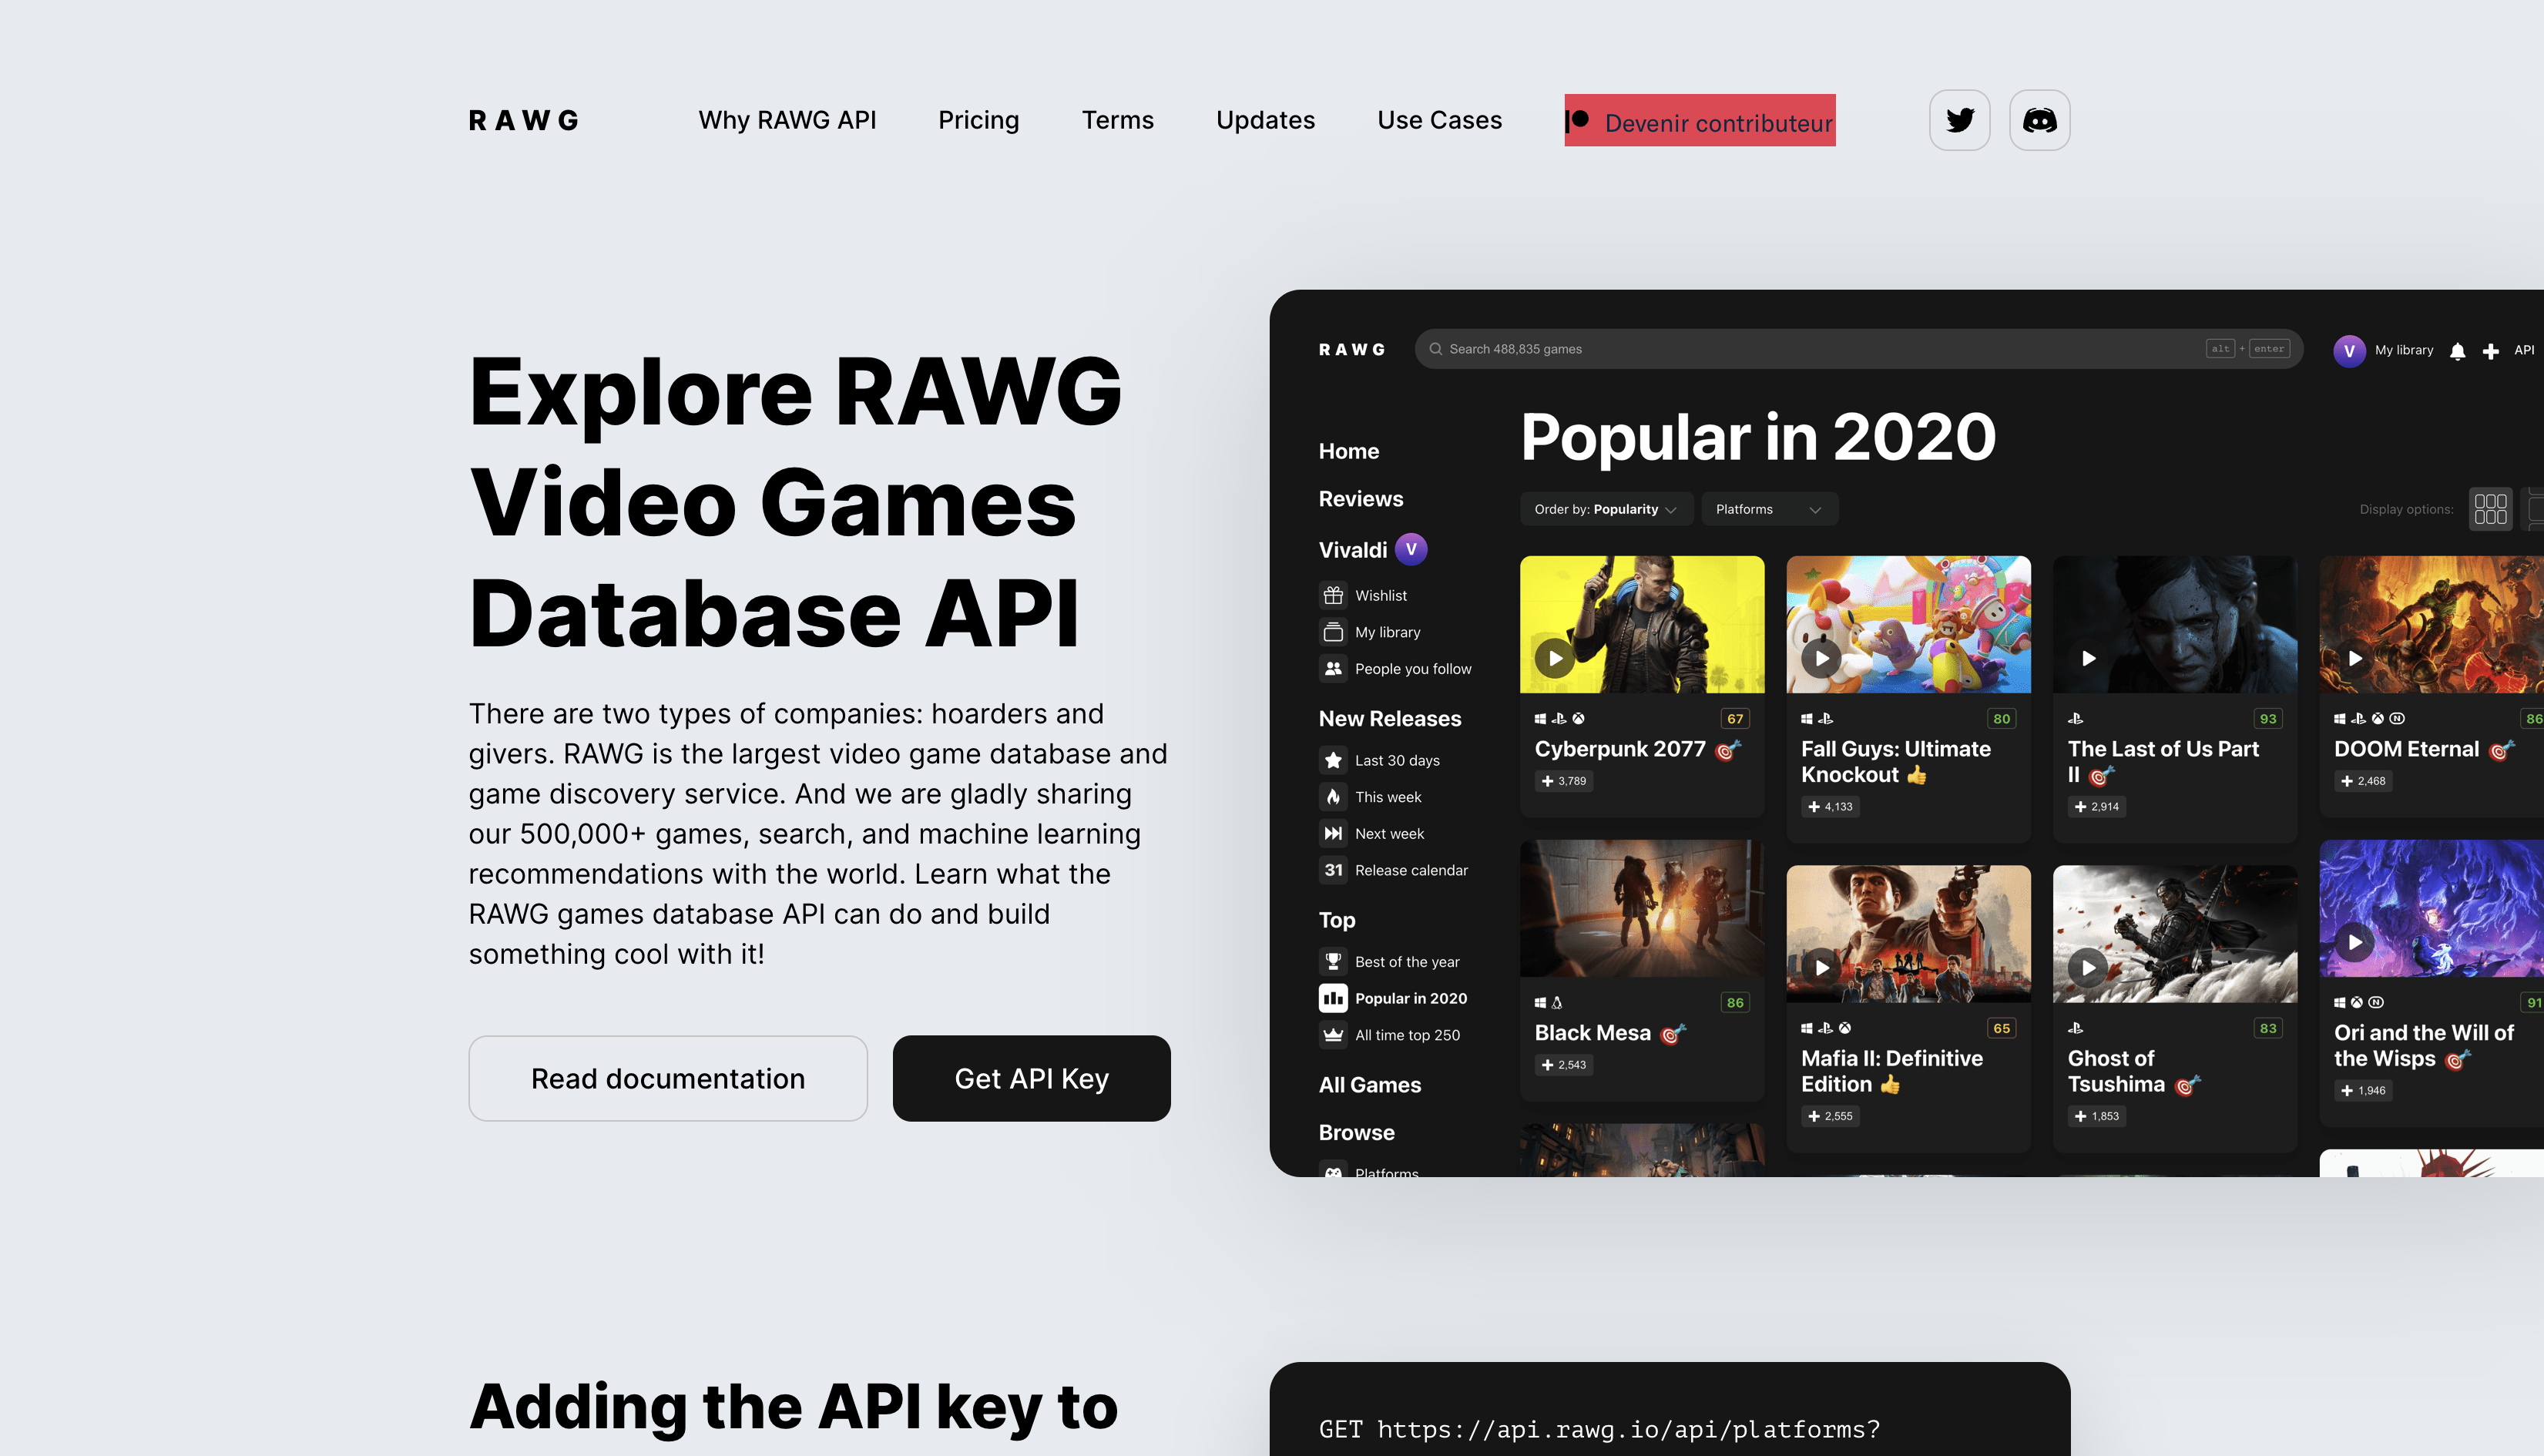 RAWG
Why RAWG API
Pricing
Terms
Updates
Use Cases
Devenir contributeur
Explore RAWG
Video Games
Database API
There are two types of companies: hoarders and
givers. RAWG is the largest video game database and
game discovery service. And we are gladly sharing
our 500,000+ games, search, and machine learning
recommendations with the world. Learn what the
RAWG games database API can do and build
something cool with it!
Read documentation
Get API Key
RAWG
Search 488,835 games
alt + enter
V
My library
API
Home
Reviews
Vivaldi V
Wishlist
My library
People you follow
New Releases
Last 30 days
This week
Next week
31 Release calendar
Top
Best of the year
Popular in 2020
All time top 250
All Games
Browse
Platforms
Popular in 2020
Order by: Popularity
Platforms
Display options:
67
Cyberpunk 2077 🎯
3,789
80
Fall Guys: Ultimate
Knockout 👍
4,133
93
The Last of Us Part
II 🎯
2,914
86
DOOM Eternal 🎯
2,468
86
Black Mesa 🎯
2,543
65
Mafia II: Definitive
Edition 👍
2,555
83
Ghost of
Tsushima 🎯
1,853
91
Ori and the Will of
the Wisps 🎯
1,946
Adding the API key to
GET https://api.rawg.io/api/platforms?